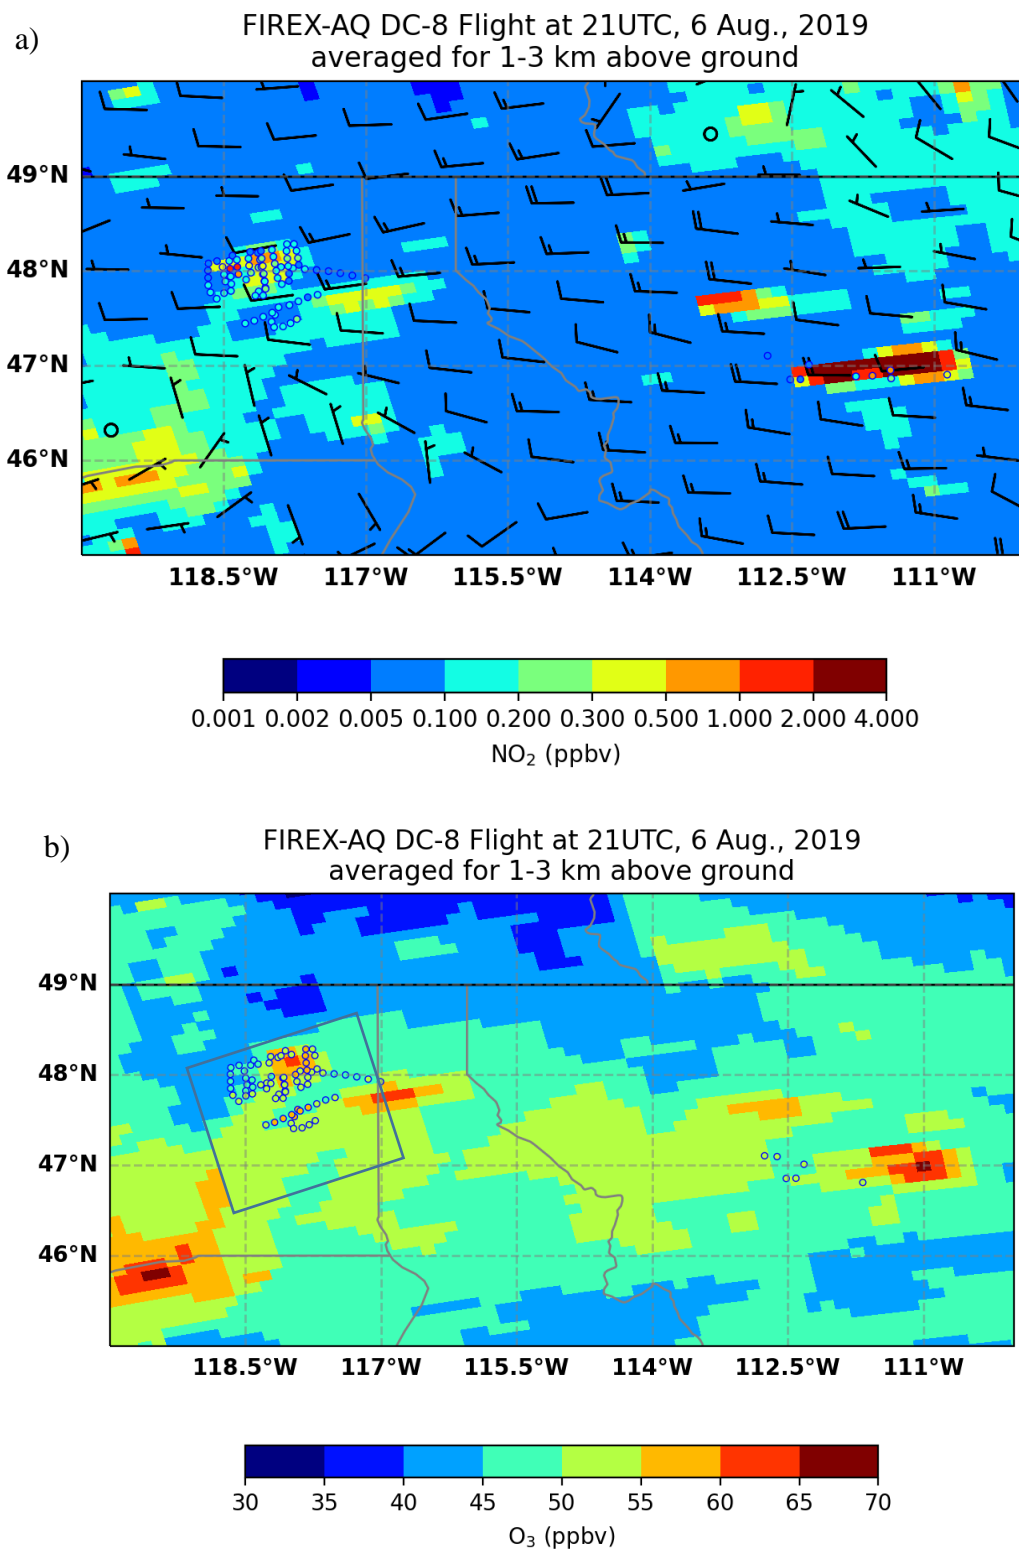 a)
FIREX-AQ DC-8 Flight at 21UTC, 6 Aug., 2019
averaged for 1-3 km above ground
49°N
48°N
47°N
46°N
118.5°W 117°W 115.5°W 114°W 112.5°W 111°W
0.001 0.002 0.005 0.100 0.200 0.300 0.500 1.000 2.000 4.000
NO₂ (ppbv)
b)
FIREX-AQ DC-8 Flight at 21UTC, 6 Aug., 2019
averaged for 1-3 km above ground
49°N
48°N
47°N
46°N
118.5°W 117°W 115.5°W 114°W 112.5°W 111°W
30 35 40 45 50 55 60 65 70
O₃ (ppbv)